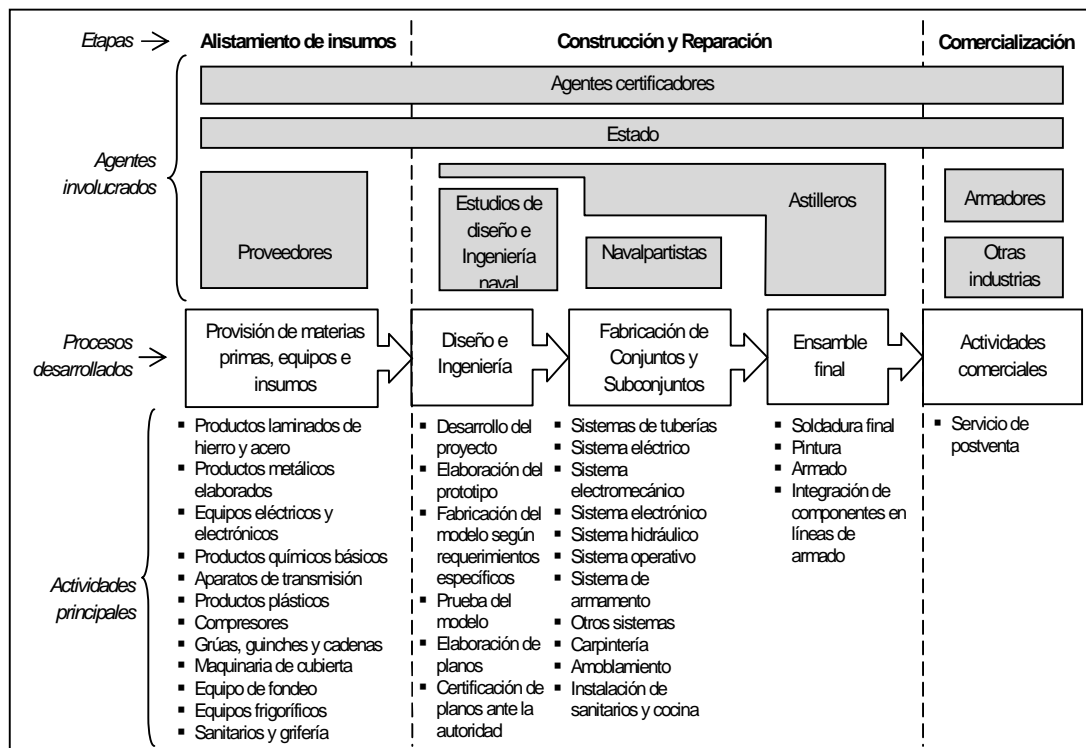 Etapas
Alistamiento de insumos
Construcción y Reparación
Comercialización
Agentes
involucrados
Agentes certificadores
Estado
Proveedores
Estudios de
diseño e
Ingeniería
naval
Navalpartistas
Astilleros
Armadores
Otras
industrias
Procesos
desarrollados
Provisión de materias
primas, equipos e
insumos
Diseño e
Ingeniería
Fabricación de
Conjuntos y
Subconjuntos
Ensamble
final
Actividades
comerciales
Actividades
principales
▪ Productos laminados de
hierro y acero
▪ Productos metálicos
elaborados
▪ Equipos eléctricos y
electrónicos
▪ Productos químicos básicos
▪ Aparatos de transmisión
▪ Productos plásticos
▪ Compresores
▪ Grúas, guinches y cadenas
▪ Maquinaria de cubierta
▪ Equipo de fondeo
▪ Equipos frigoríficos
▪ Sanitarios y grifería
▪ Desarrollo del
proyecto
▪ Elaboración del
prototipo
▪ Fabricación del
modelo según
requerimientos
específicos
▪ Prueba del
modelo
▪ Elaboración de
planos
▪ Certificación de
planos ante la
autoridad
▪ Sistemas de tuberías
▪ Sistema eléctrico
▪ Sistema
electromecánico
▪ Sistema electrónico
▪ Sistema hidráulico
▪ Sistema operativo
▪ Sistema de
armamento
▪ Otros sistemas
▪ Carpintería
▪ Amoblamiento
▪ Instalación de
sanitarios y cocina
▪ Soldadura final
▪ Pintura
▪ Armado
▪ Integración de
componentes en
líneas de
armado
▪ Servicio de
postventa